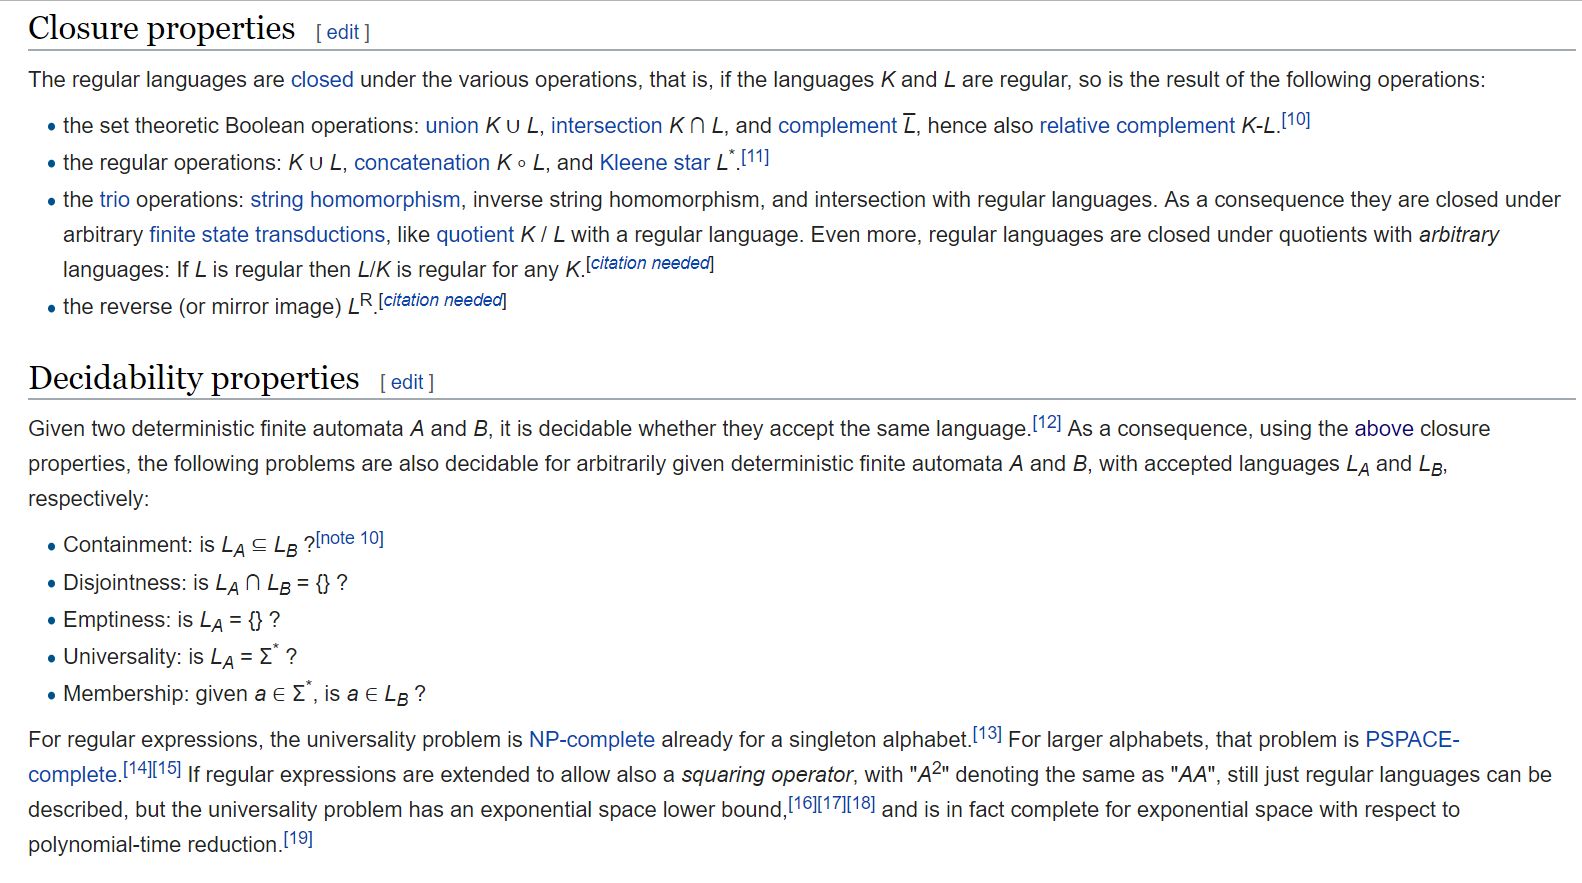 Closure properties [ edit ]
The regular languages are closed under the various operations, that is, if the languages K and L are regular, so is the result of the following operations:
• the set theoretic Boolean operations: union K ∪ L, intersection K ∩ L, and complement L̅, hence also relative complement K-L.[10]
• the regular operations: K ∪ L, concatenation K ∘ L, and Kleene star L*.[11]
• the trio operations: string homomorphism, inverse string homomorphism, and intersection with regular languages. As a consequence they are closed under
arbitrary finite state transductions, like quotient K / L with a regular language. Even more, regular languages are closed under quotients with arbitrary
languages: If L is regular then L/K is regular for any K.[citation needed]
• the reverse (or mirror image) Lᴿ.[citation needed]
Decidability properties [ edit ]
Given two deterministic finite automata A and B, it is decidable whether they accept the same language.[12] As a consequence, using the above closure
properties, the following problems are also decidable for arbitrarily given deterministic finite automata A and B, with accepted languages L_A and L_B,
respectively:
• Containment: is L_A ⊆ L_B ?[note 10]
• Disjointness: is L_A ∩ L_B = {} ?
• Emptiness: is L_A = {} ?
• Universality: is L_A = Σ* ?
• Membership: given a ∈ Σ*, is a ∈ L_B ?
For regular expressions, the universality problem is NP-complete already for a singleton alphabet.[13] For larger alphabets, that problem is PSPACE-
complete.[14][15] If regular expressions are extended to allow also a squaring operator, with "A²" denoting the same as "AA", still just regular languages can be
described, but the universality problem has an exponential space lower bound,[16][17][18] and is in fact complete for exponential space with respect to
polynomial-time reduction.[19]